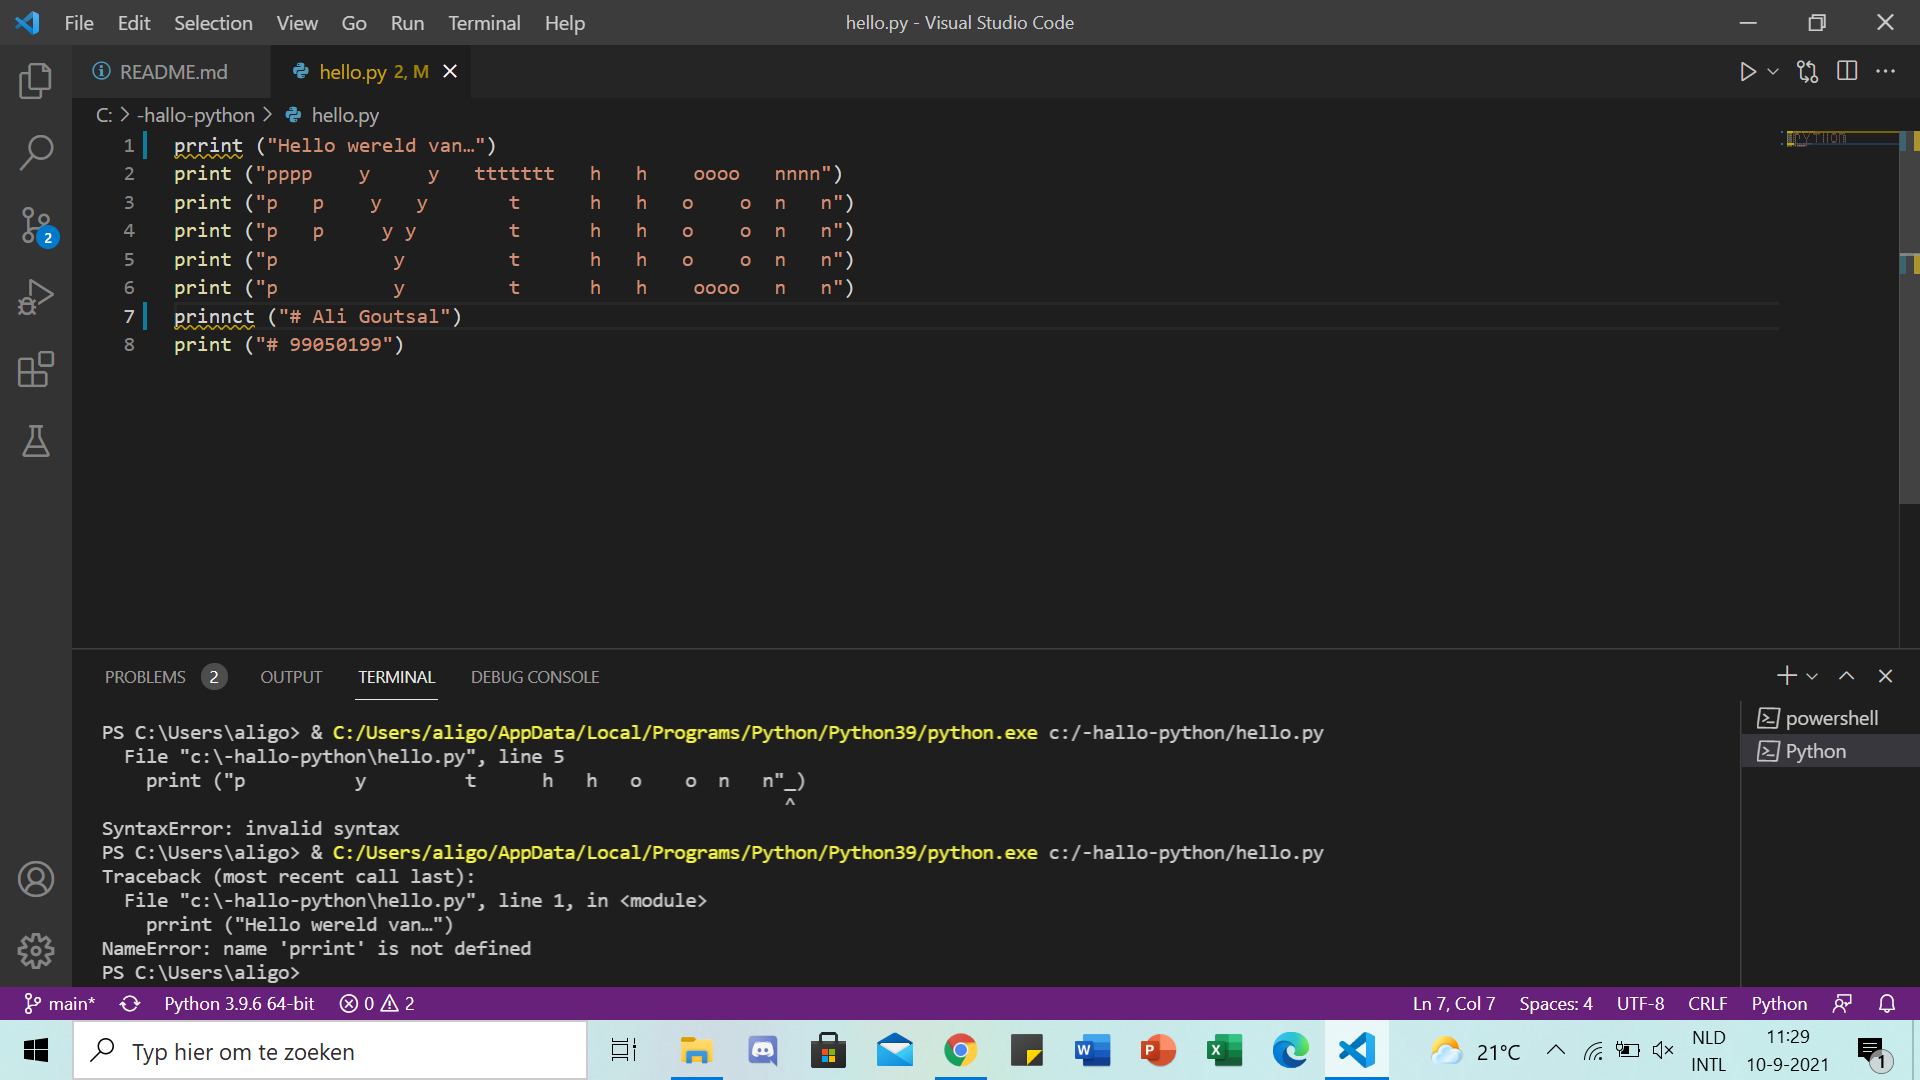 File Edit Selection View Go Run Terminal Help hello.py - Visual Studio Code
README.md hello.py 2, M
C: > -hallo-python > hello.py
1 prrint ("Hello wereld van…")
2 print ("pppp    y     y   ttttttt   h   h    oooo   nnnn")
3 print ("p   p    y   y       t      h   h   o    o  n   n")
4 print ("p   p     y y        t      h   h   o    o  n   n")
5 print ("p          y         t      h   h   o    o  n   n")
6 print ("p          y         t      h   h    oooo   n   n")
7 prinnct ("# Ali Goutsal")
8 print ("# 99050199")
2
PROBLEMS 2 OUTPUT TERMINAL DEBUG CONSOLE
PS C:\Users\aligo> & C:/Users/aligo/AppData/Local/Programs/Python/Python39/python.exe c:/-hallo-python/hello.py
  File "c:\-hallo-python\hello.py", line 5
    print ("p          y         t      h   h   o    o  n   n"_)
                                                              ^
SyntaxError: invalid syntax
PS C:\Users\aligo> & C:/Users/aligo/AppData/Local/Programs/Python/Python39/python.exe c:/-hallo-python/hello.py
Traceback (most recent call last):
  File "c:\-hallo-python\hello.py", line 1, in <module>
    prrint ("Hello wereld van…")
NameError: name 'prrint' is not defined
PS C:\Users\aligo>
powershell
Python
main* Python 3.9.6 64-bit 0 2 Ln 7, Col 7 Spaces: 4 UTF-8 CRLF Python
Typ hier om te zoeken 21°C NLD INTL 11:29 10-9-2021 1